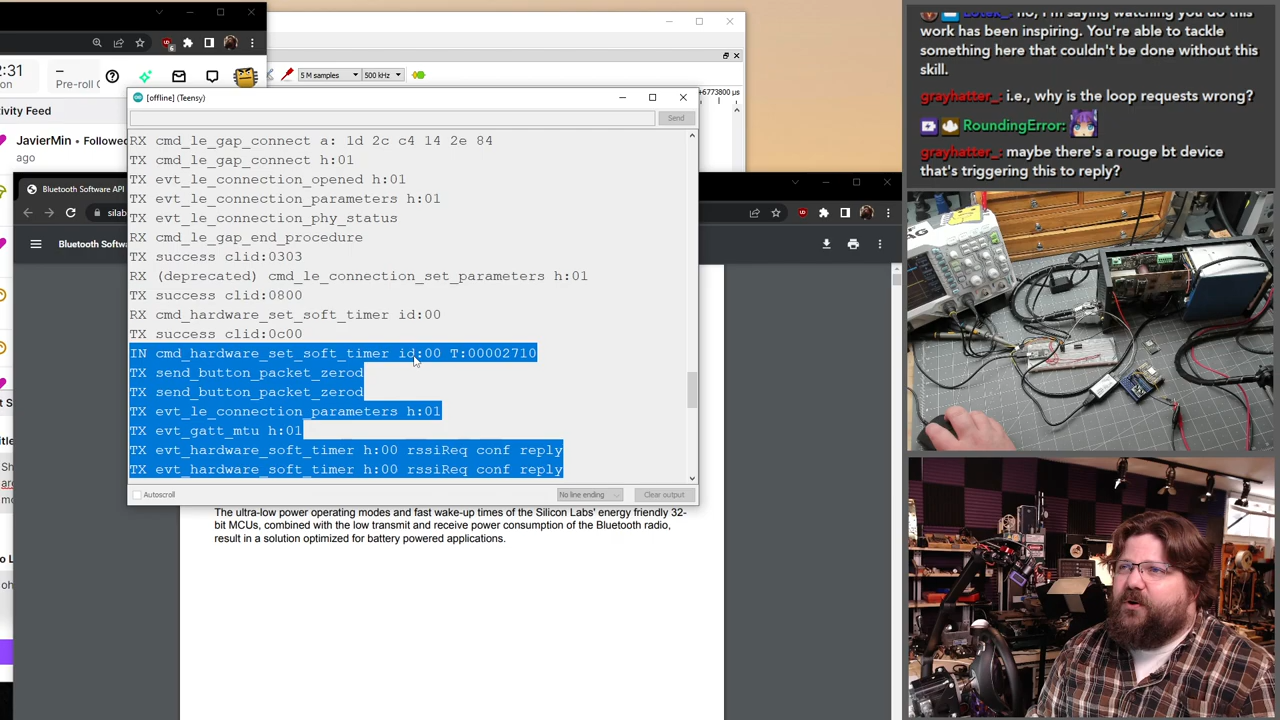 2:31
Pre-roll
tivity Feed
JavierMin • Followed
ago
5 M samples
500 kHz
+6773800 µs
[offline] (Teensy)
Send
RX cmd_le_gap_connect a: 1d 2c c4 14 2e 84
TX cmd_le_gap_connect h:01
TX evt_le_connection_opened h:01
TX evt_le_connection_parameters h:01
TX evt_le_connection_phy_status
RX cmd_le_gap_end_procedure
TX success clid:0303
RX (deprecated) cmd_le_connection_set_parameters h:01
TX success clid:0800
RX cmd_hardware_set_soft_timer id:00
TX success clid:0c00
IN cmd_hardware_set_soft_timer id:00 T:00002710
TX send_button_packet_zerod
TX send_button_packet_zerod
TX evt_le_connection_parameters h:01
TX evt_gatt_mtu h:01
TX evt_hardware_soft_timer h:00 rssiReq conf reply
TX evt_hardware_soft_timer h:00 rssiReq conf reply
Autoscroll
No line ending
Clear output
Bluetooth Software API
silab
Bluetooth Softwa
The ultra-low power operating modes and fast wake-up times of the Silicon Labs' energy friendly 32-
bit MCUs, combined with the low transmit and receive power consumption of the Bluetooth radio,
result in a solution optimized for battery powered applications.
no, I'm saying watching you do this
work has been inspiring. You're able to tackle
something here that couldn't be done without this
skill.
grayhatter_: i.e., why is the loop requests wrong?
RoundingError:
grayhatter_: maybe there's a rouge bt device
that's triggering this to reply?